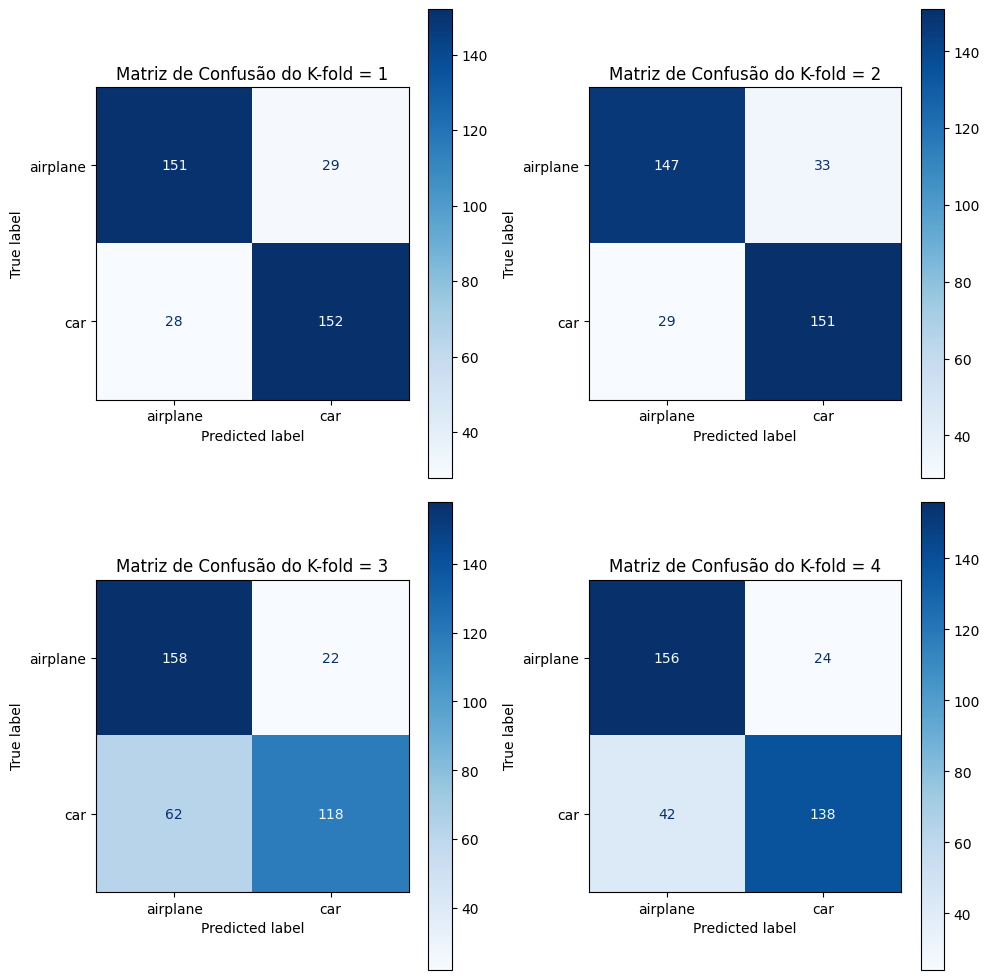 Matriz de Confusão do K-fold = 1
True label
airplane
car
151
29
28
152
airplane
car
Predicted label
140
120
100
80
60
40
Matriz de Confusão do K-fold = 2
True label
airplane
car
147
33
29
151
airplane
car
Predicted label
140
120
100
80
60
40
Matriz de Confusão do K-fold = 3
True label
airplane
car
158
22
62
118
airplane
car
Predicted label
140
120
100
80
60
40
Matriz de Confusão do K-fold = 4
True label
airplane
car
156
24
42
138
airplane
car
Predicted label
140
120
100
80
60
40